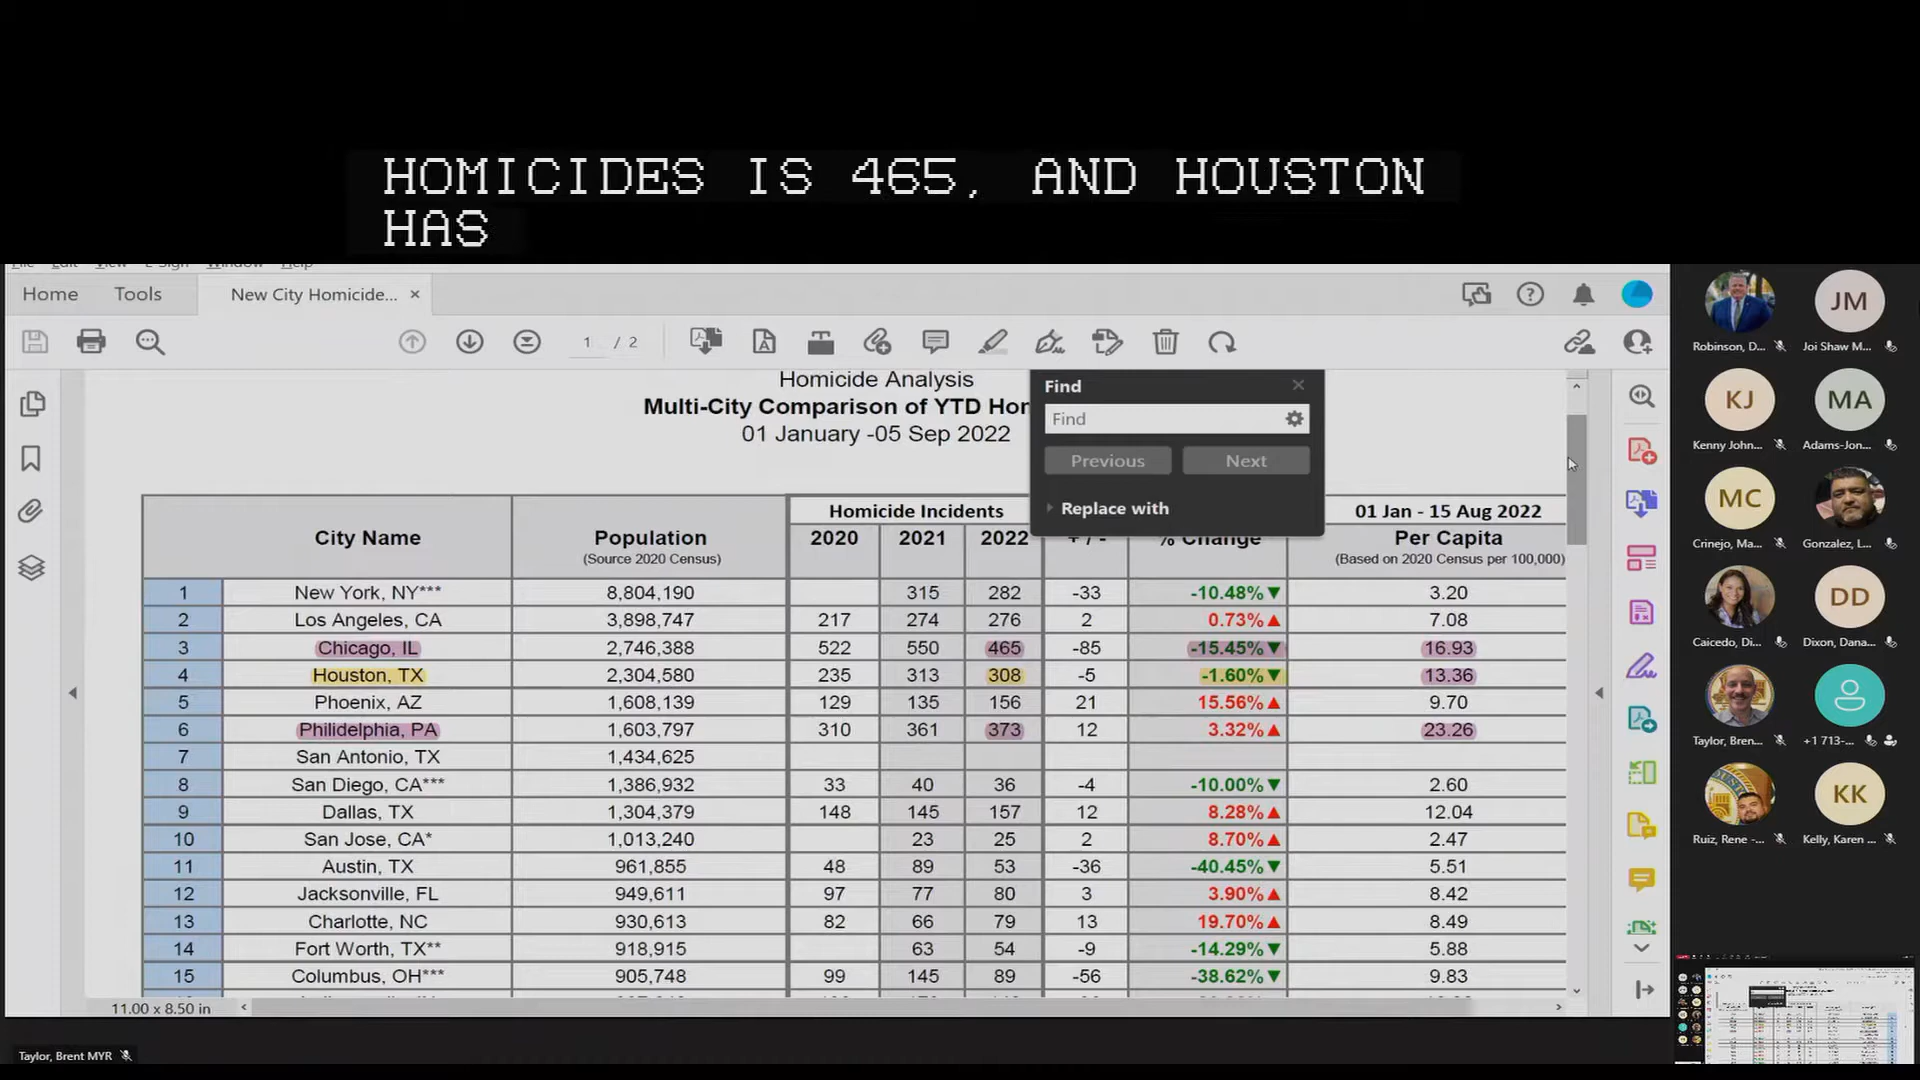 HOMICIDES IS 465, AND HOUSTON
HAS
File Edit View E-Sign Window Help
Home Tools New City Homicide... ×
1 / 2
Homicide Analysis
Multi-City Comparison of YTD Hom
01 January -05 Sep 2022
Find
Find
Previous Next
Replace with
Homicide Incidents 01 Jan - 15 Aug 2022
City Name Population 2020 2021 2022 + / - % Change Per Capita
(Source 2020 Census) (Based on 2020 Census per 100,000)
1 New York, NY*** 8,804,190 315 282 -33 -10.48%▼ 3.20
2 Los Angeles, CA 3,898,747 217 274 276 2 0.73%▲ 7.08
3 Chicago, IL 2,746,388 522 550 465 -85 -15.45%▼ 16.93
4 Houston, TX 2,304,580 235 313 308 -5 -1.60%▼ 13.36
5 Phoenix, AZ 1,608,139 129 135 156 21 15.56%▲ 9.70
6 Philidelphia, PA 1,603,797 310 361 373 12 3.32%▲ 23.26
7 San Antonio, TX 1,434,625
8 San Diego, CA*** 1,386,932 33 40 36 -4 -10.00%▼ 2.60
9 Dallas, TX 1,304,379 148 145 157 12 8.28%▲ 12.04
10 San Jose, CA* 1,013,240 23 25 2 8.70%▲ 2.47
11 Austin, TX 961,855 48 89 53 -36 -40.45%▼ 5.51
12 Jacksonville, FL 949,611 97 77 80 3 3.90%▲ 8.42
13 Charlotte, NC 930,613 82 66 79 13 19.70%▲ 8.49
14 Fort Worth, TX** 918,915 63 54 -9 -14.29%▼ 5.88
15 Columbus, OH*** 905,748 99 145 89 -56 -38.62%▼ 9.83
11.00 x 8.50 in
Robinson, D... Joi Shaw M...
JM
KJ MA
Kenny John... Adams-Jon...
MC
Crinejo, Ma... Gonzalez, L...
DD
Caicedo, Di... Dixon, Dana...
Taylor, Bren... +1 713-...
KK
Ruiz, Rene -... Kelly, Karen ...
Taylor, Brent MYR